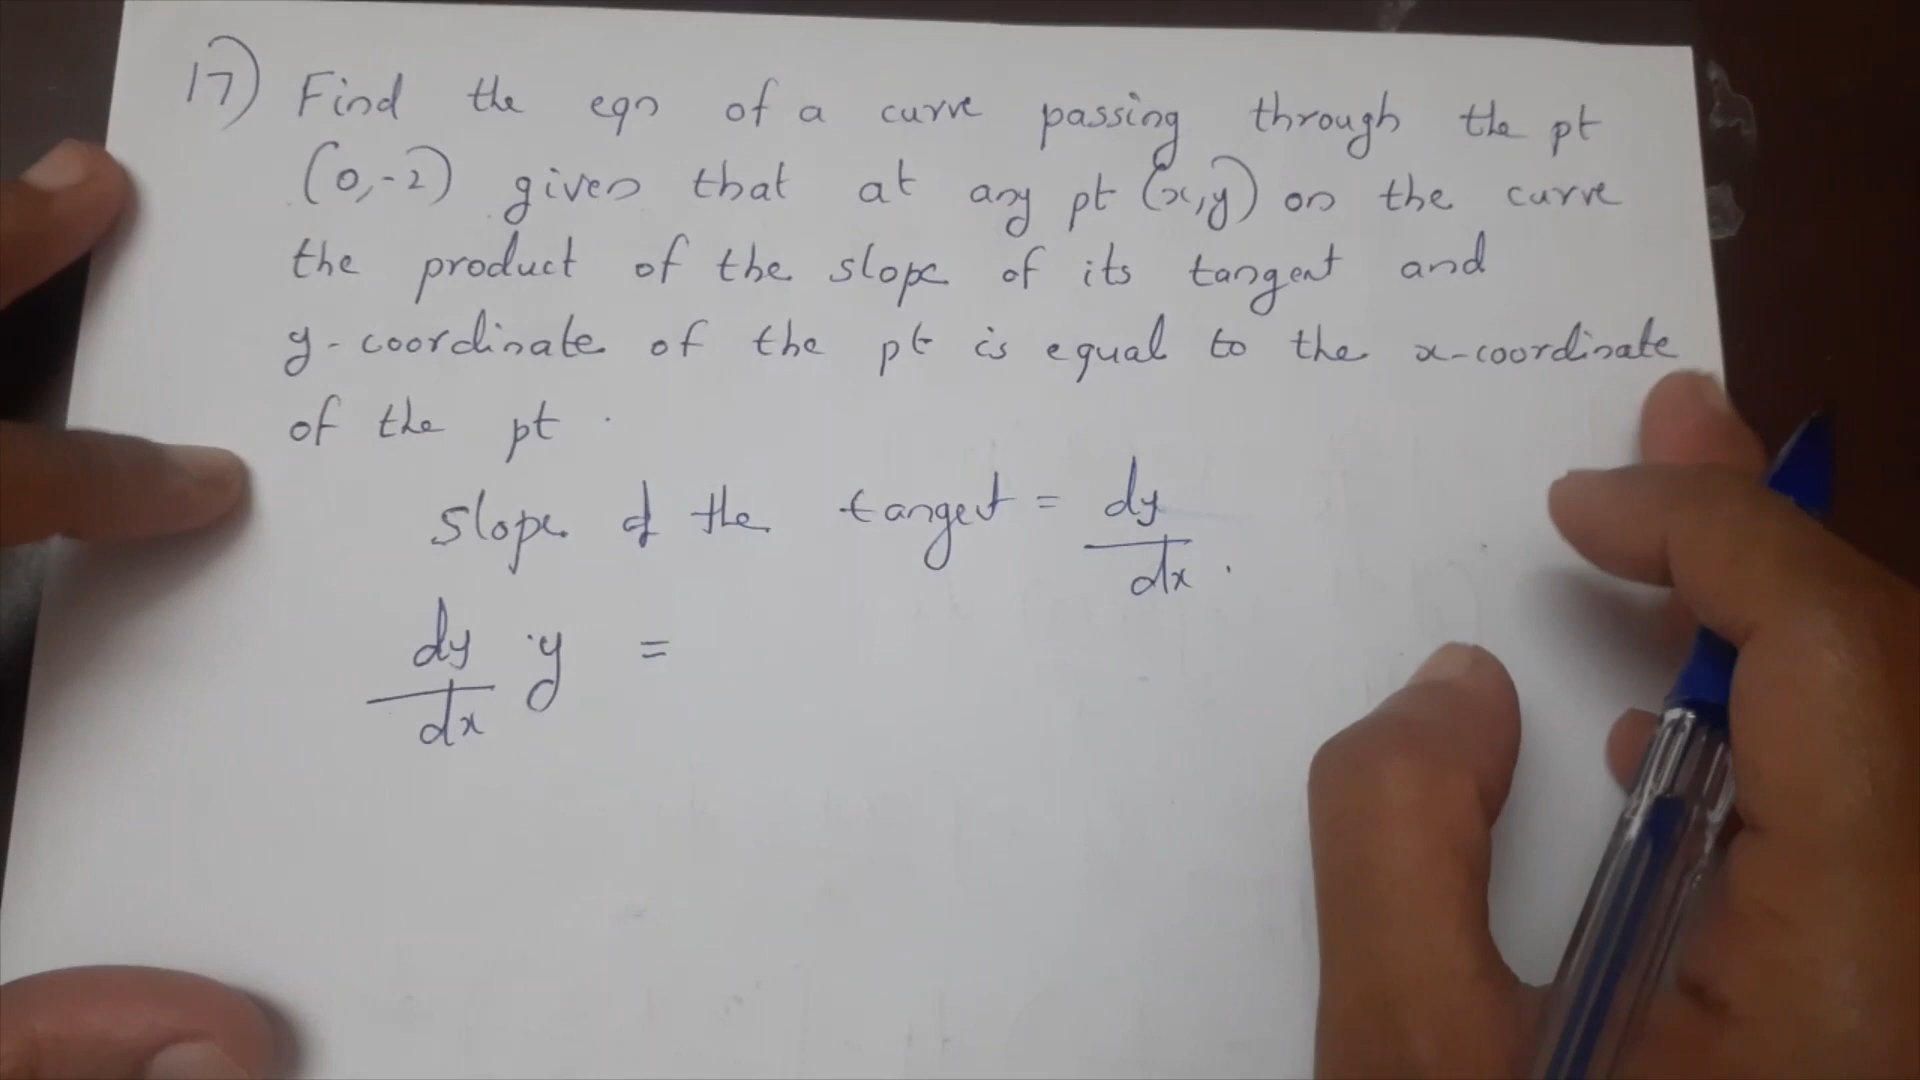 17) Find the eqn of a curve passing through the pt
(0,-2) given that at any pt (x,y) on the curve
the product of the slope of its tangent and
y-coordinate of the pt is equal to the x-coordinate
of the pt.
Slope of the tangent = dy/dx.
dy/dx . y =